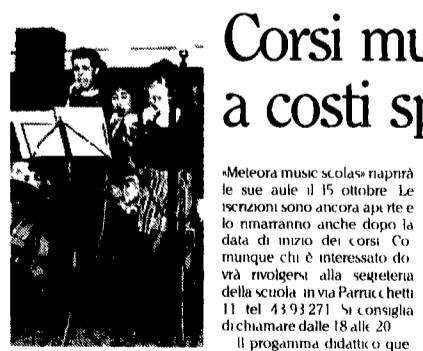 Corsi mu
a costi sp
«Meteora music scolas» riaprirà
le sue aule il 15 ottobre Le
iscrizioni sono ancora aperte e
lo rimarranno anche dopo la
data di inizio dei corsi Co
munque chi è interessato do
vrà rivolgersi alla segreteria
della scuola in via Parrucchetti
11 tel 43 93 271 Si consiglia
di chiamare dalle 18 alle 20
Il progamma didattico que